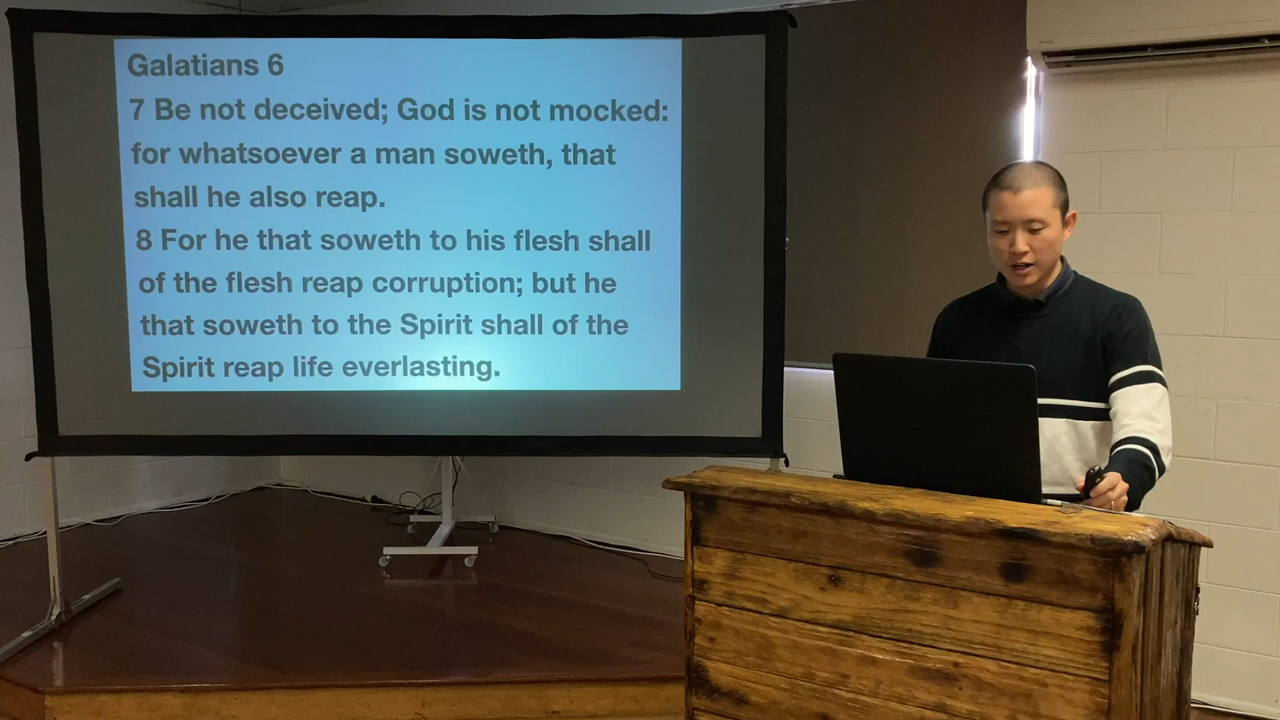 Galatians 6
7 Be not deceived; God is not mocked:
for whatsoever a man soweth, that
shall he also reap.
8 For he that soweth to his flesh shall
of the flesh reap corruption; but he
that soweth to the Spirit shall of the
Spirit reap life everlasting.